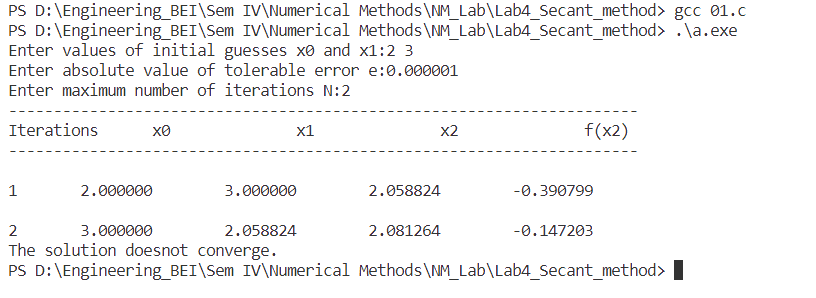 PS D:\Engineering_BEI\Sem IV\Numerical Methods\NM_Lab\Lab4_Secant_method> gcc 01.c
PS D:\Engineering_BEI\Sem IV\Numerical Methods\NM_Lab\Lab4_Secant_method> .\a.exe
Enter values of initial guesses x0 and x1:2 3
Enter absolute value of tolerable error e:0.000001
Enter maximum number of iterations N:2
----------------------------------------------------------------------
Iterations x0 x1 x2 f(x2)
----------------------------------------------------------------------
1 2.000000 3.000000 2.058824 -0.390799
2 3.000000 2.058824 2.081264 -0.147203
The solution doesnot converge.
PS D:\Engineering_BEI\Sem IV\Numerical Methods\NM_Lab\Lab4_Secant_method>